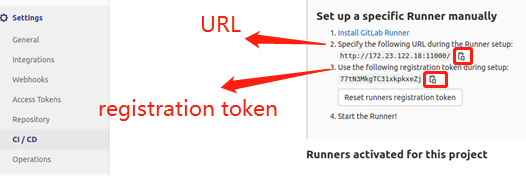 Settings
General
Integrations
Webhooks
Access Tokens
Repository
CI / CD
Operations
URL
registration token
Set up a specific Runner manually
1. Install GitLab Runner
2. Specify the following URL during the Runner setup:
http://172.23.122.18:11000/
3. Use the following registration token during setup:
77tN3MkgTC31xkpkxeZj
Reset runners registration token
4. Start the Runner!
Runners activated for this project